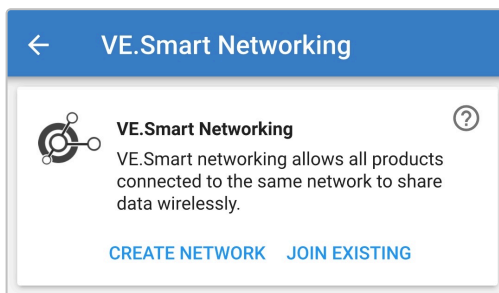 VE.Smart Networking
VE.Smart Networking
VE.Smart networking allows all products
connected to the same network to share
data wirelessly.
CREATE NETWORK JOIN EXISTING